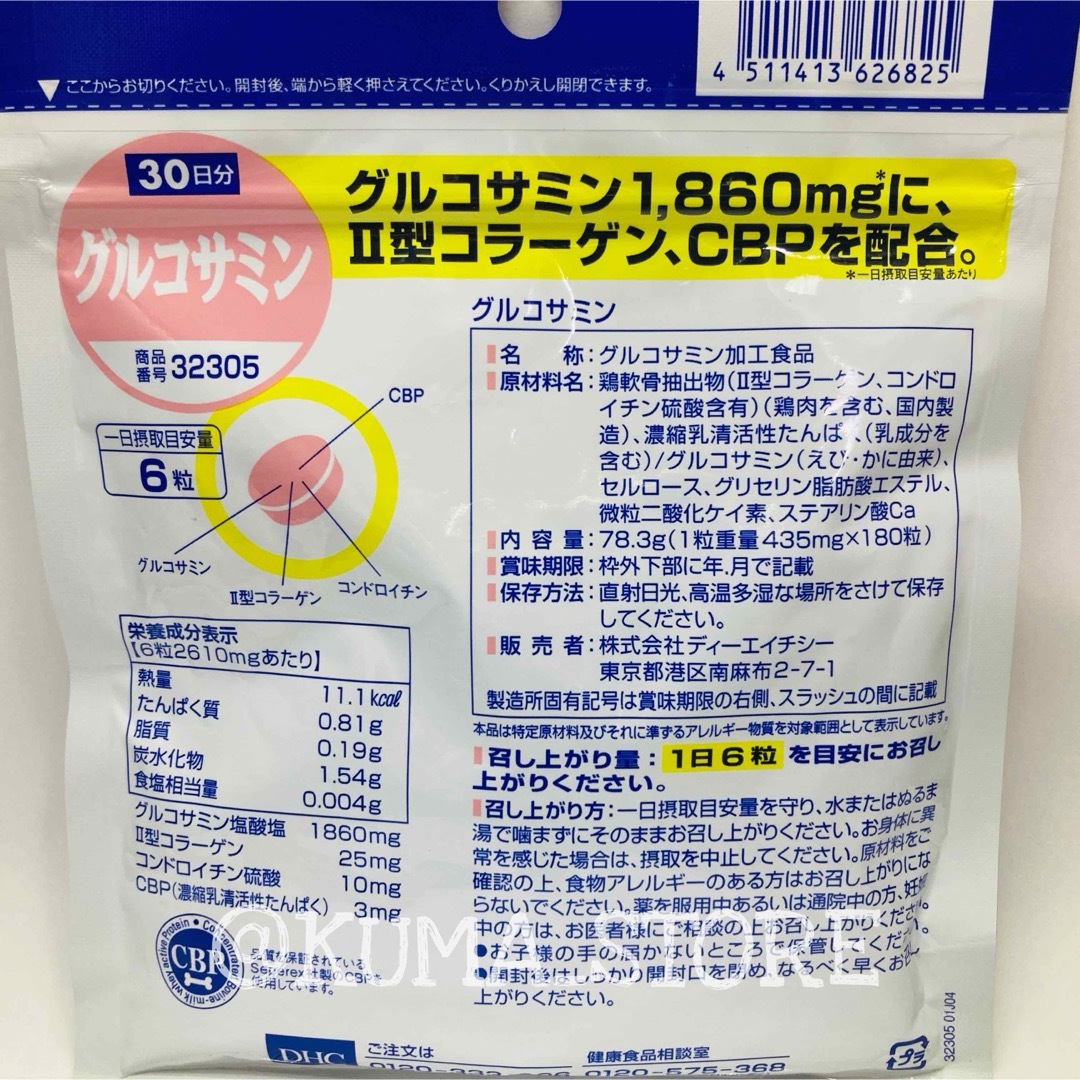 ▼ここからお切りください。開封後、端から軽く押さえてください。くりかえし開閉できます。
4 511413 626825
30日分
グルコサミン
商品番号 32305
グルコサミン1,860mg*に、
Ⅱ型コラーゲン、CBPを配合。
*一日摂取目安量あたり
一日摂取目安量
6粒
CBP
グルコサミン
Ⅱ型コラーゲン
コンドロイチン
栄養成分表示
【6粒2610mgあたり】
熱量 11.1kcal
たんぱく質 0.81g
脂質 0.19g
炭水化物 1.54g
食塩相当量 0.004g
グルコサミン塩酸塩 1860mg
Ⅱ型コラーゲン 25mg
コンドロイチン硫酸 10mg
CBP(濃縮乳清活性たんぱく) 3mg
CBP
品質を保証されている
社製のCBPを
使用しています。
グルコサミン
名称:グルコサミン加工食品
原材料名:鶏軟骨抽出物(Ⅱ型コラーゲン、コンドロ
イチン硫酸含有)(鶏肉を含む、国内製
造)、濃縮乳清活性たんぱく(乳成分を
含む)/グルコサミン(えび・かに由来)、
セルロース、グリセリン脂肪酸エステル、
微粒二酸化ケイ素、ステアリン酸Ca
内容量:78.3g(1粒重量435mg×180粒)
賞味期限:枠外下部に年.月で記載
保存方法:直射日光、高温多湿な場所をさけて保存
してください。
販売者:株式会社ディーエイチシー
東京都港区南麻布2-7-1
製造所固有記号は賞味期限の右側、スラッシュの間に記載
本品は特定原材料及びそれに準ずるアレルギー物質を対象範囲として表示しています。
召し上がり量:1日6粒を目安にお召し
上がりください。
召し上がり方:一日摂取目安量を守り、水またはぬるま
湯で噛まずにそのままお召し上がりください。お身体に異
常を感じた場合は、摂取を中止してください。原材料をご
確認の上、食物アレルギーのある方はお召し上がりにな
らないでください。薬を服用中あるいは通院中の方、妊娠
中の方は、お医者様にご相談の上お召し上がりください。
●お子様の手の届かないところで保管してください。
●開封後はしっかり開封口を閉め、なるべく早くお召し
上がりください。
@KUMA STORE
DHC
ご注文は
健康食品相談室
0120-575-368
プラ
32305 01J04